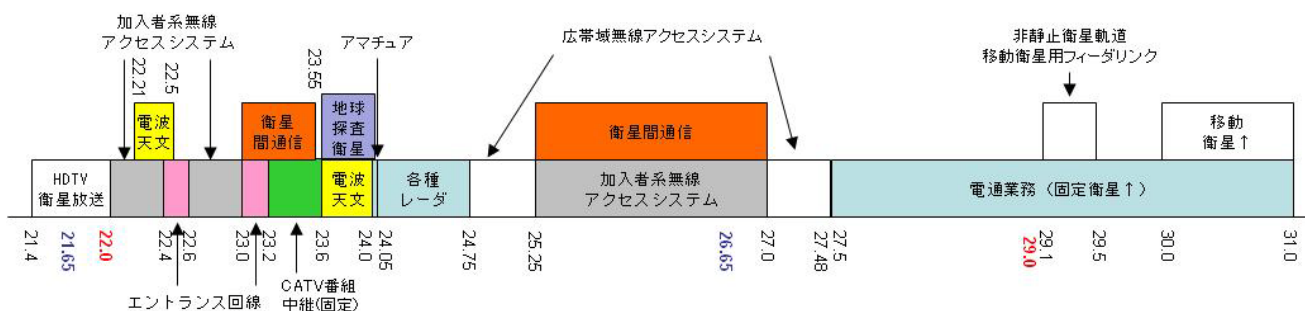 加入者系無線
アクセスシステム
22.21
22.5
23.55
アマチュア
広帯域無線アクセスシステム
非静止衛星軌道
移動衛星用フィーダリンク
電波
天文
衛星
間通信
地球
探査
衛星
衛星間通信
移動
衛星↑
HDTV
衛星放送
電波
天文
各種
レーダ
加入者系無線
アクセスシステム
電通業務（固定衛星↑）
21.4
21.65
22.0
22.4
22.6
23.0
23.2
23.6
24.0
24.05
24.75
25.25
26.65
27.0
27.48
27.5
29.0
29.1
29.5
30.0
31.0
エントランス回線
CATV番組
中継(固定)